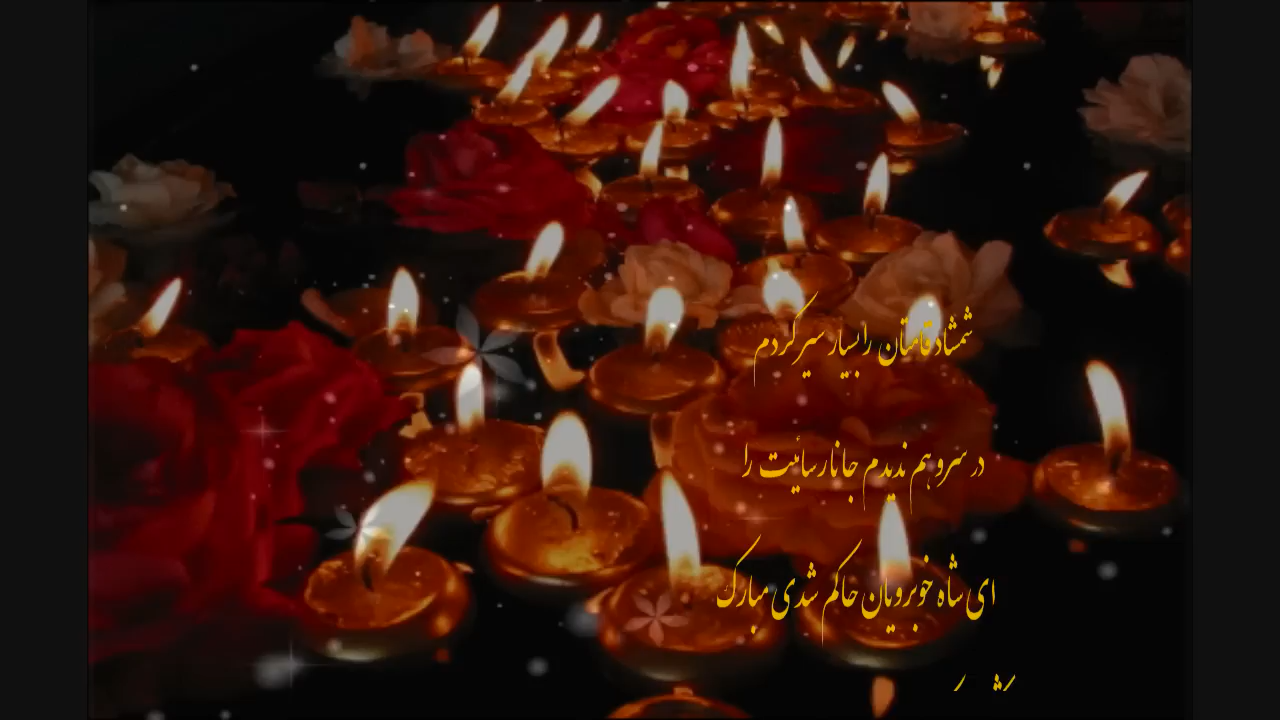 شمشاد قامتان را بسیار سیر کردم
در سرو هم ندیدم جانا رسائیت را
ای شاه خوبرویان حاکم شدی مبارک